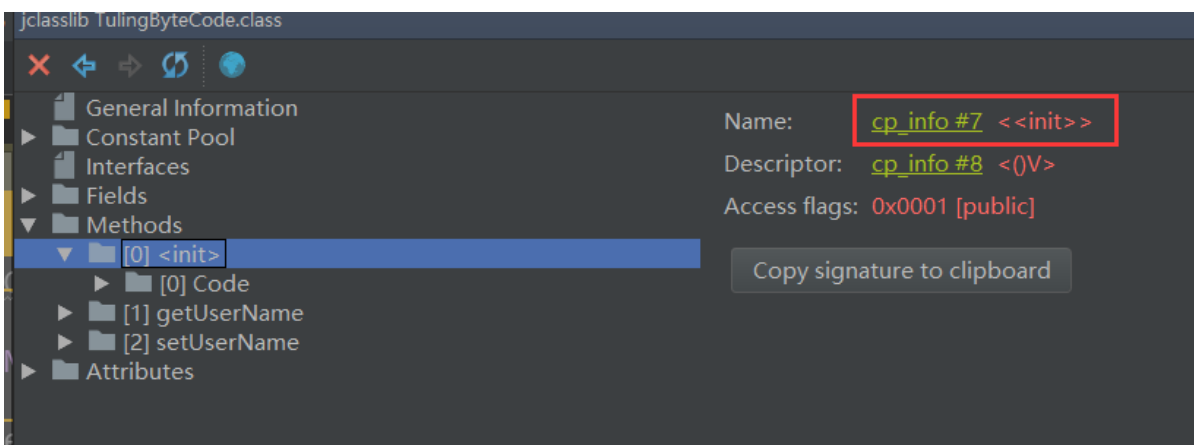 jclasslib TulingByteCode.class
General Information
Constant Pool
Interfaces
Fields
Methods
[0] <init>
[0] Code
[1] getUserName
[2] setUserName
Attributes
Name: cp_info #7 <<init>>
Descriptor: cp_info #8 <()V>
Access flags: 0x0001 [public]
Copy signature to clipboard